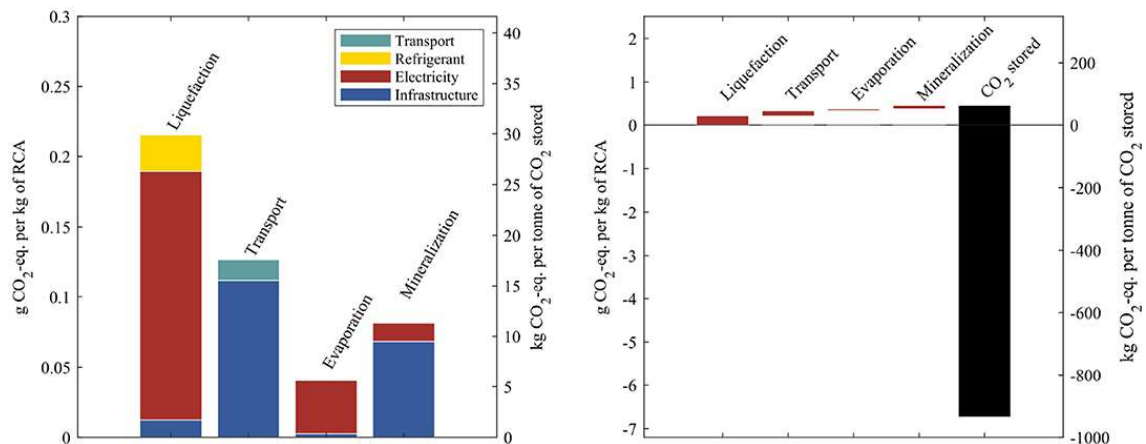 0.3
0.25
0.2
0.15
0.1
0.05
0
g CO2-eq. per kg of RCA
Liquefaction
Transport
Evaporation
Mineralization
Transport
Refrigerant
Electricity
Infrastructure
40
35
30
25
20
15
10
5
0
kg CO2-eq. per tonne of CO2 stored
2
1
0
-1
-2
-3
-4
-5
-6
-7
g CO2-eq. per kg of RCA
Liquefaction
Transport
Evaporation
Mineralization
CO2 stored
200
0
-200
-400
-600
-800
-1000
kg CO2-eq. per tonne of CO2 stored